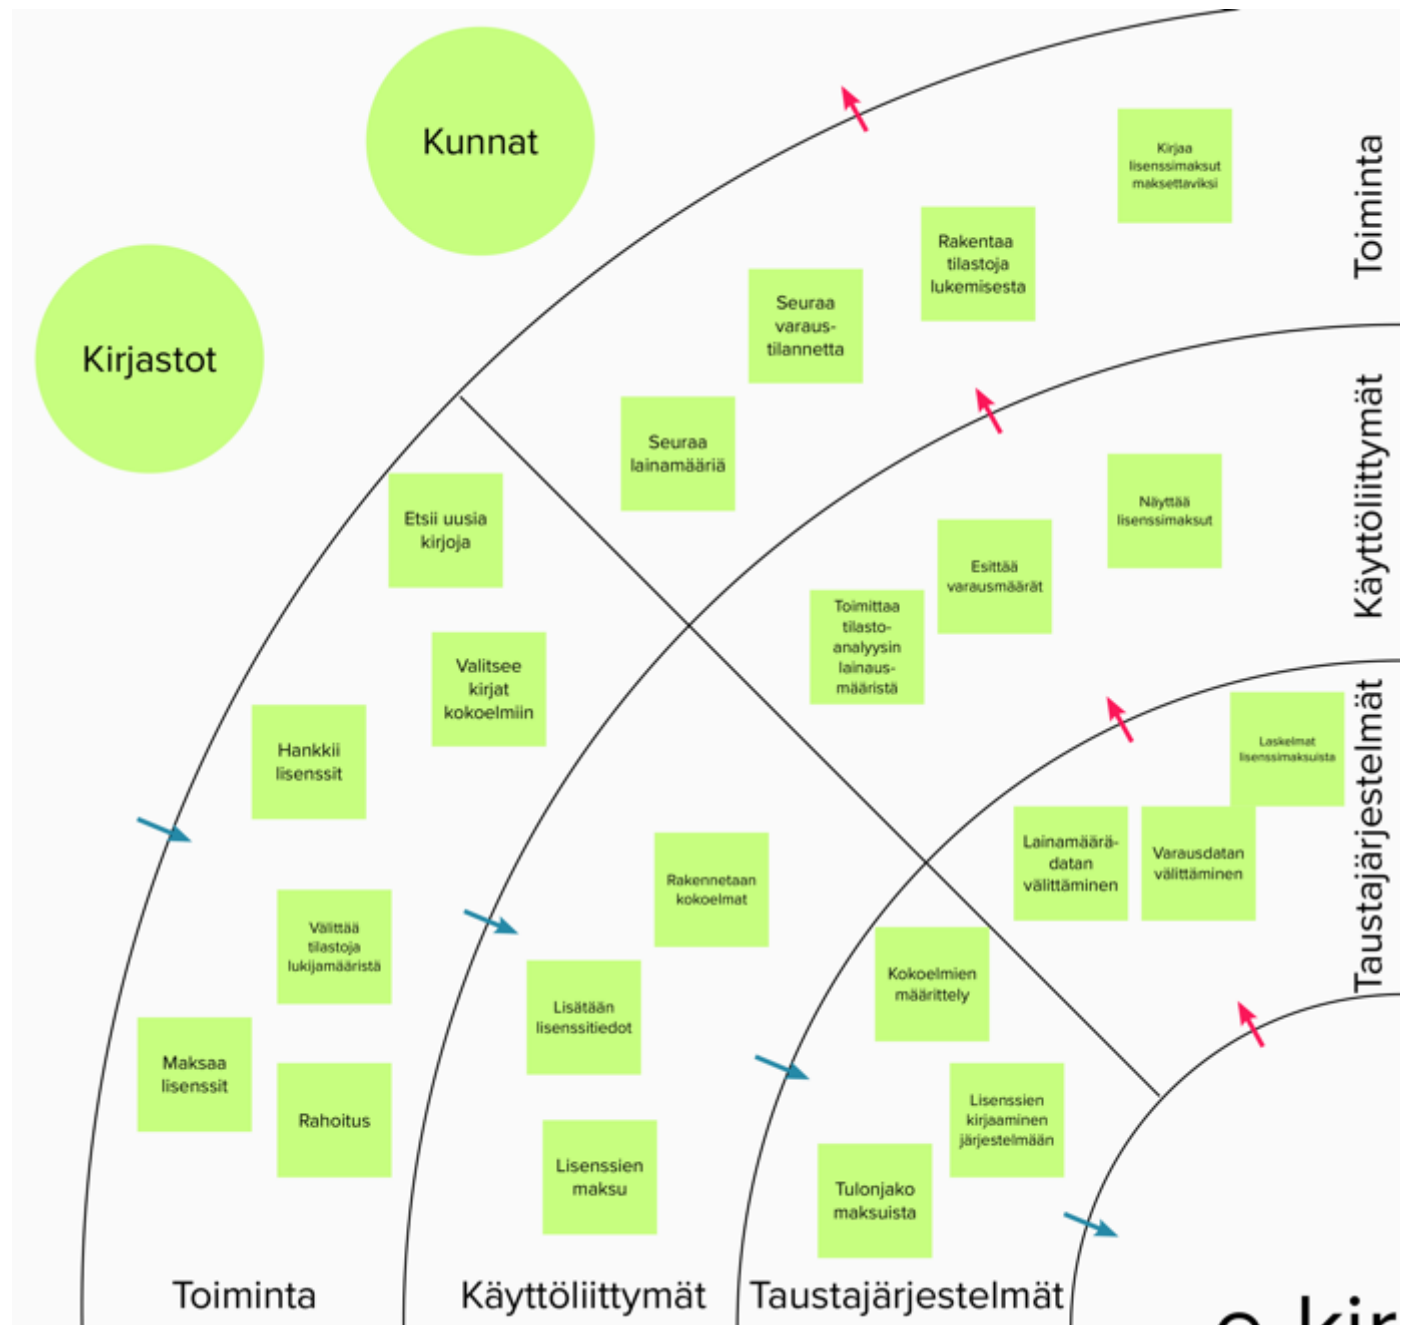 Kunnat
Kirjastot
Kirjaa
lisenssimaksut
maksettaviksi
Rakentaa
tilastoja
lukemisesta
Seuraa
varaus-
tilannetta
Seuraa
lainamääriä
Toiminta
Etsii uusia
kirjoja
Valitsee
kirjat
kokoelmiin
Hankkii
lisenssit
Välittää
tilastoja
lukijamääristä
Maksaa
lisenssit
Rahoitus
Toiminta
Näyttää
lisenssimaksut
Esittää
varausmäärät
Toimittaa
tilasto-
analyysin
lainaus-
määristä
Käyttöliittymät
Rakennetaan
kokoelmat
Lisätään
lisenssitiedot
Lisenssien
maksu
Käyttöliittymät
Laskelmat
lisenssimaksuista
Lainamäärä-
datan
välittäminen
Varausdatan
välittäminen
Taustajärjestelmät
Kokoelmien
määrittely
Lisenssien
kirjaaminen
järjestelmään
Tulonjako
maksuista
Taustajärjestelmät